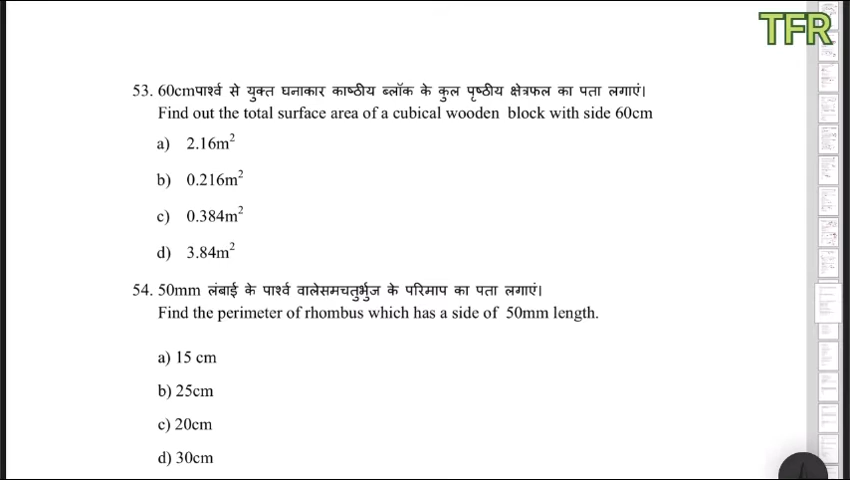 TFR
53. 60cmपार्श्व से युक्त घनाकार काष्ठीय ब्लॉक के कुल पृष्ठीय क्षेत्रफल का पता लगाएं।
Find out the total surface area of a cubical wooden block with side 60cm
a) 2.16m²
b) 0.216m²
c) 0.384m²
d) 3.84m²
54. 50mm लंबाई के पार्श्व वालेसमचतुर्भुज के परिमाप का पता लगाएं।
Find the perimeter of rhombus which has a side of 50mm length.
a) 15 cm
b) 25cm
c) 20cm
d) 30cm